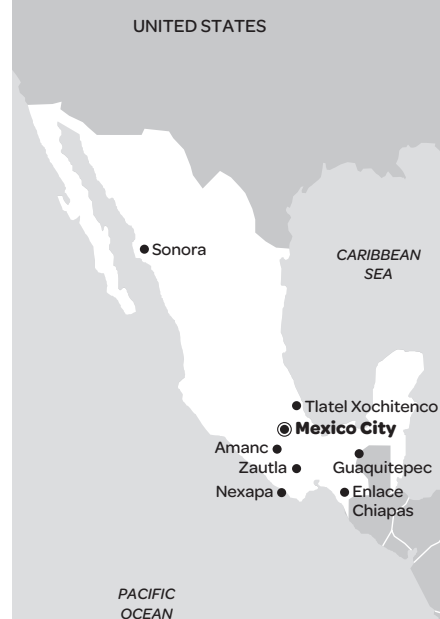 UNITED STATES
Sonora
CARIBBEAN
SEA
Tlatel Xochitenco
Mexico City
Amanc
Zautla
Guaquitepec
Nexapa
Enlace
Chiapas
PACIFIC
OCEAN